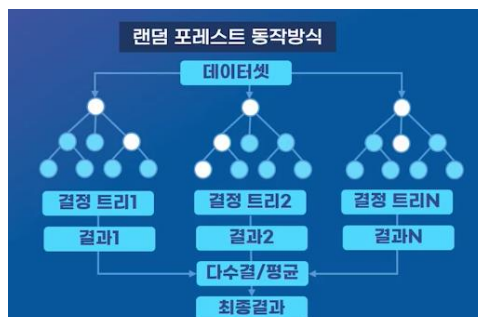 랜덤 포레스트 동작방식
데이터셋
결정 트리1
결정 트리2
결정 트리N
결과1
결과2
결과N
다수결/평균
최종결과